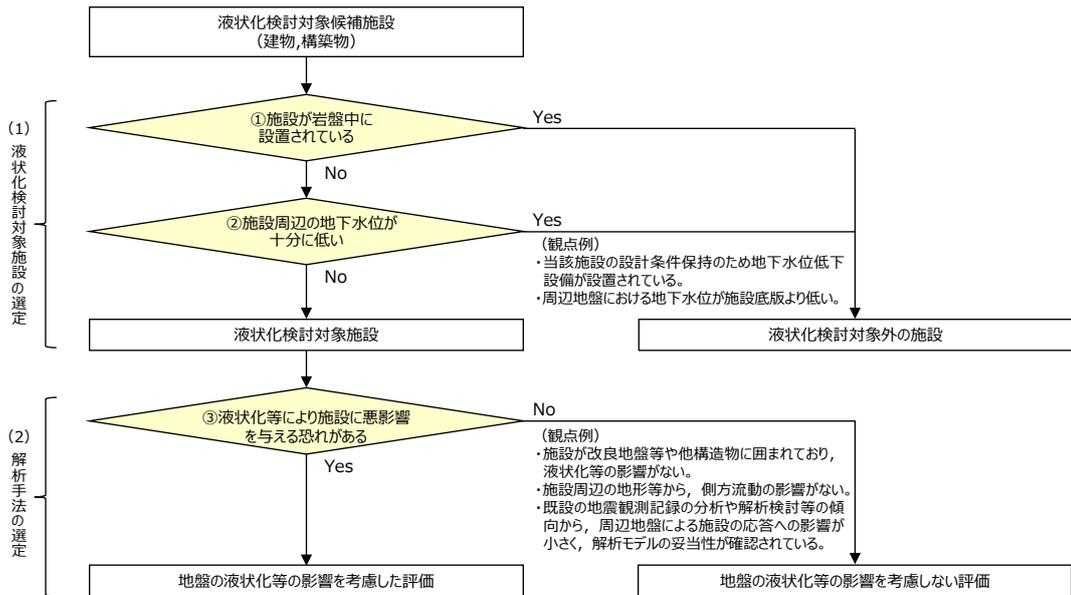 液状化検討対象候補施設
(建物,構築物)
(1)
液状化検討対象施設の選定
①施設が岩盤中に
設置されている
Yes
No
②施設周辺の地下水位が
十分に低い
Yes
(観点例)
・当該施設の設計条件保持のため地下水位低下
設備が設置されている。
・周辺地盤における地下水位が施設底版より低い。
No
液状化検討対象施設
液状化検討対象外の施設
(2)
解析手法の選定
③液状化等により施設に悪影響
を与える恐れがある
No
(観点例)
・施設が改良地盤等や他構造物に囲まれており,
液状化等の影響がない。
・施設周辺の地形等から,側方流動の影響がない。
・既設の地震観測記録の分析や解析検討等の傾
向から,周辺地盤による施設の応答への影響が
小さく,解析モデルの妥当性が確認されている。
Yes
地盤の液状化等の影響を考慮した評価
地盤の液状化等の影響を考慮しない評価